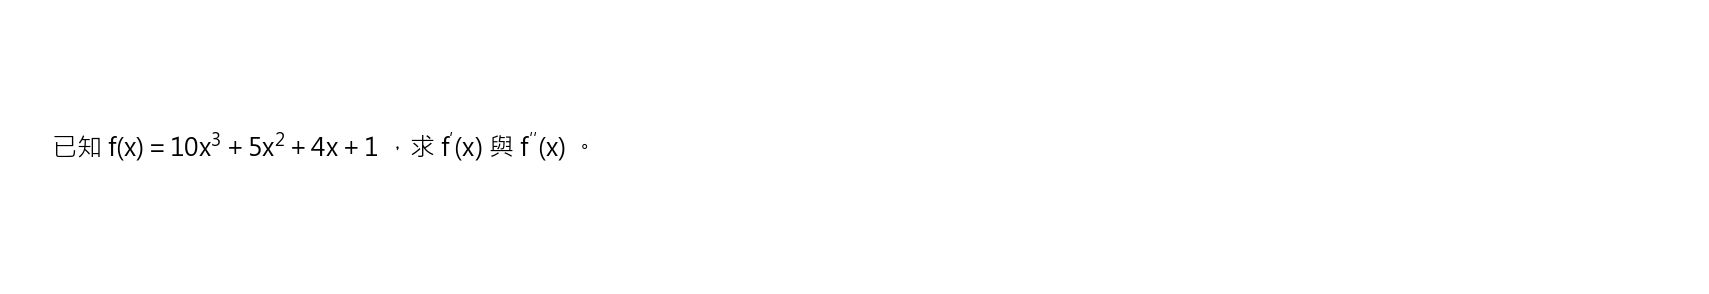 已知 f(x) = 10x³ + 5x² + 4x + 1 ，求 f′(x) 與 f′′(x) 。